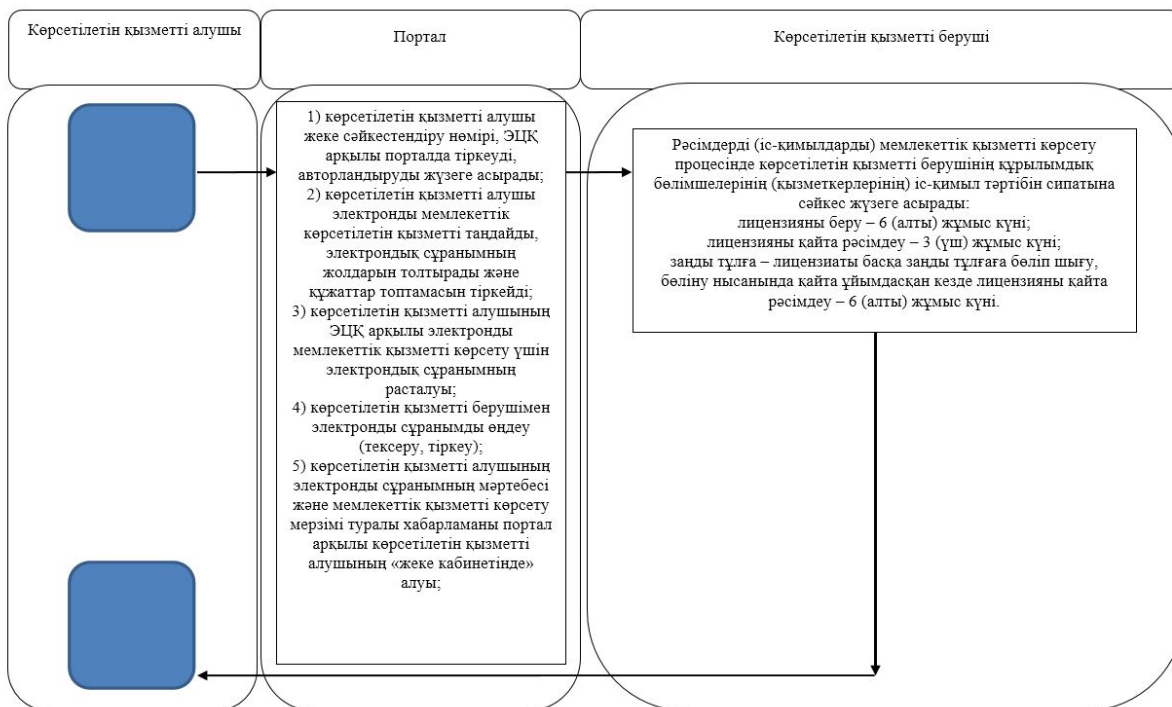 Көрсетілетін қызметті алушы
Портал
Көрсетілетін қызметті беруші
1) көрсетілетін қызметті алушы
жеке сәйкестендіру нөмірі, ЭЦҚ
арқылы порталда тіркеуді,
авторландыруды жүзеге асырады;
2) көрсетілетін қызметті алушы
электронды мемлекеттік
көрсетілетін қызметті таңдайды,
электрондық сұранымның
жолдарын толтырады және
құжаттар топтамасын тіркейді;
3) көрсетілетін қызметті алушының
ЭЦҚ арқылы электронды
мемлекеттік қызметті көрсету үшін
электрондық сұранымның
расталуы;
4) көрсетілетін қызметті берушімен
электронды сұранымды өңдеу
(тексеру, тіркеу);
5) көрсетілетін қызметті алушының
электронды сұранымның мәртебесі
және мемлекеттік қызметті көрсету
мерзімі туралы хабарламаны портал
арқылы көрсетілетін қызметті
алушының «жеке кабинетінде»
алуы;
Рәсімдерді (іс-қимылдарды) мемлекеттік қызметті көрсету
процесінде көрсетілетін қызметті берушінің құрылымдық
бөлімшелерінің (қызметкерлерінің) іс-қимыл тәртібін сипатына
сәйкес жүзеге асырады:
лицензияны беру – 6 (алты) жұмыс күні;
лицензияны қайта рәсімдеу – 3 (үш) жұмыс күні;
заңды тұлға – лицензиаты басқа заңды тұлғаға бөліп шығу,
бөліну нысанында қайта ұйымдасқан кезде лицензияны қайта
рәсімдеу – 6 (алты) жұмыс күні.